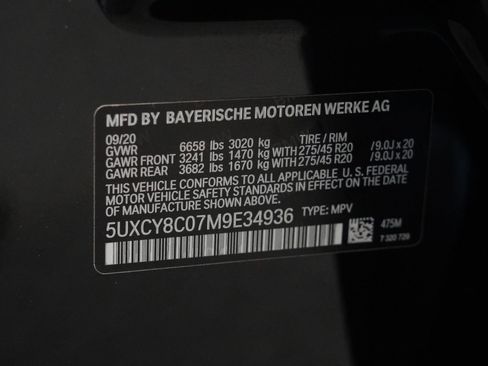 MFD BY BAYERISCHE MOTOREN WERKE AG
09/20
GVWR 6658 lbs 3020 kg TIRE / RIM
GAWR FRONT 3241 lbs 1470 kg WITH 275/45 R20 / 9.0J x 20
GAWR REAR 3682 lbs 1670 kg WITH 275/45 R20 / 9.0J x 20
THIS VEHICLE CONFORMS TO ALL APPLICABLE U. S. FEDERAL
MOTOR VEHICLE SAFETY STANDARDS IN EFFECT ON THE DATE
OF MANUFACTURE SHOWN ABOVE.
5UXCY8C07M9E34936 TYPE: MPV
475M
7 320 729